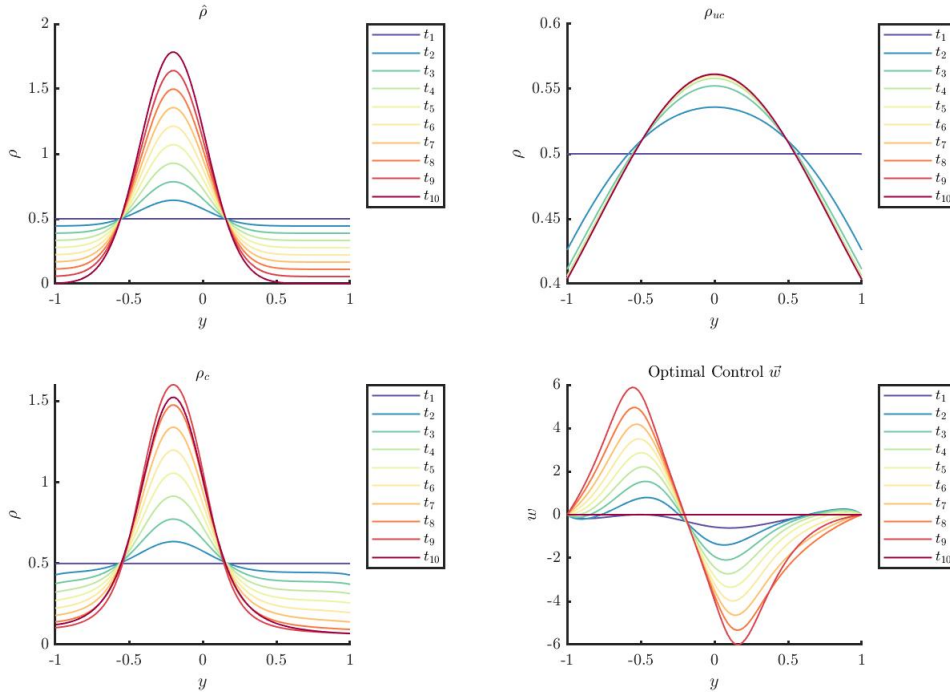 ρ̂
2
1.5
1
0.5
0
ρ
-1 -0.5 0 0.5 1
y
t₁
t₂
t₃
t₄
t₅
t₆
t₇
t₈
t₉
t₁₀
ρ_uc
0.6
0.55
0.5
0.45
0.4
ρ
-1 -0.5 0 0.5 1
y
t₁
t₂
t₃
t₄
t₅
t₆
t₇
t₈
t₉
t₁₀
ρ_c
1.5
1
0.5
0
ρ
-1 -0.5 0 0.5 1
y
t₁
t₂
t₃
t₄
t₅
t₆
t₇
t₈
t₉
t₁₀
Optimal Control w⃗
6
4
2
0
-2
-4
-6
w
-1 -0.5 0 0.5 1
y
t₁
t₂
t₃
t₄
t₅
t₆
t₇
t₈
t₉
t₁₀